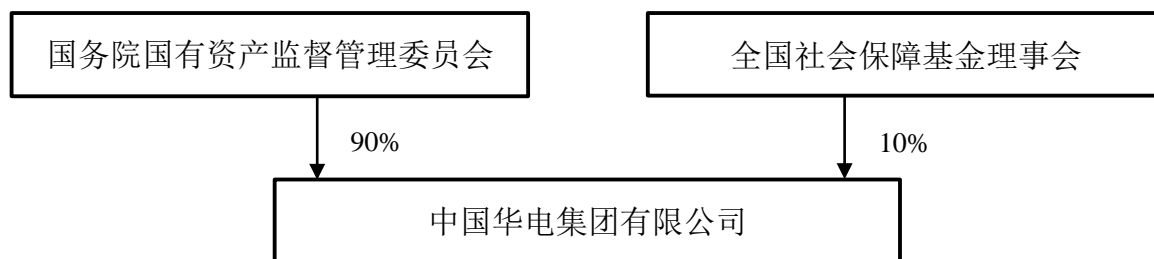 国务院国有资产监督管理委员会
全国社会保障基金理事会
90%
10%
中国华电集团有限公司